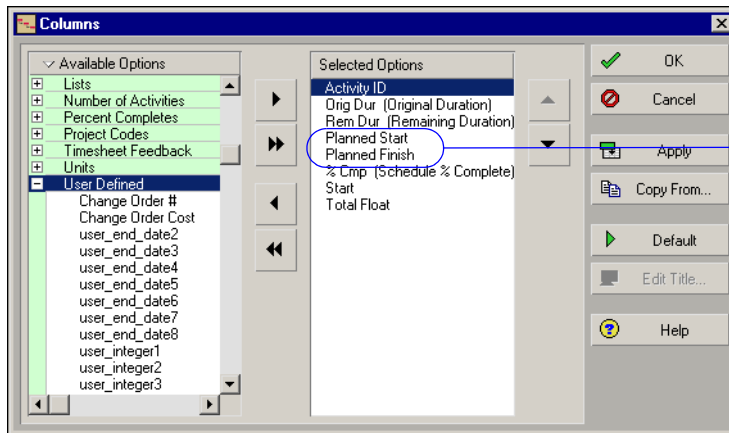 Columns
Available Options
Lists
Number of Activities
Percent Completes
Project Codes
Timesheet Feedback
Units
User Defined
Change Order #
Change Order Cost
user_end_date2
user_end_date3
user_end_date4
user_end_date5
user_end_date6
user_end_date7
user_end_date8
user_integer1
user_integer2
user_integer3
Selected Options
Activity ID
Orig Dur (Original Duration)
Rem Dur (Remaining Duration)
Planned Start
Planned Finish
% Cmp (Schedule % Complete)
Start
Total Float
OK
Cancel
Apply
Copy From...
Default
Edit Title...
Help